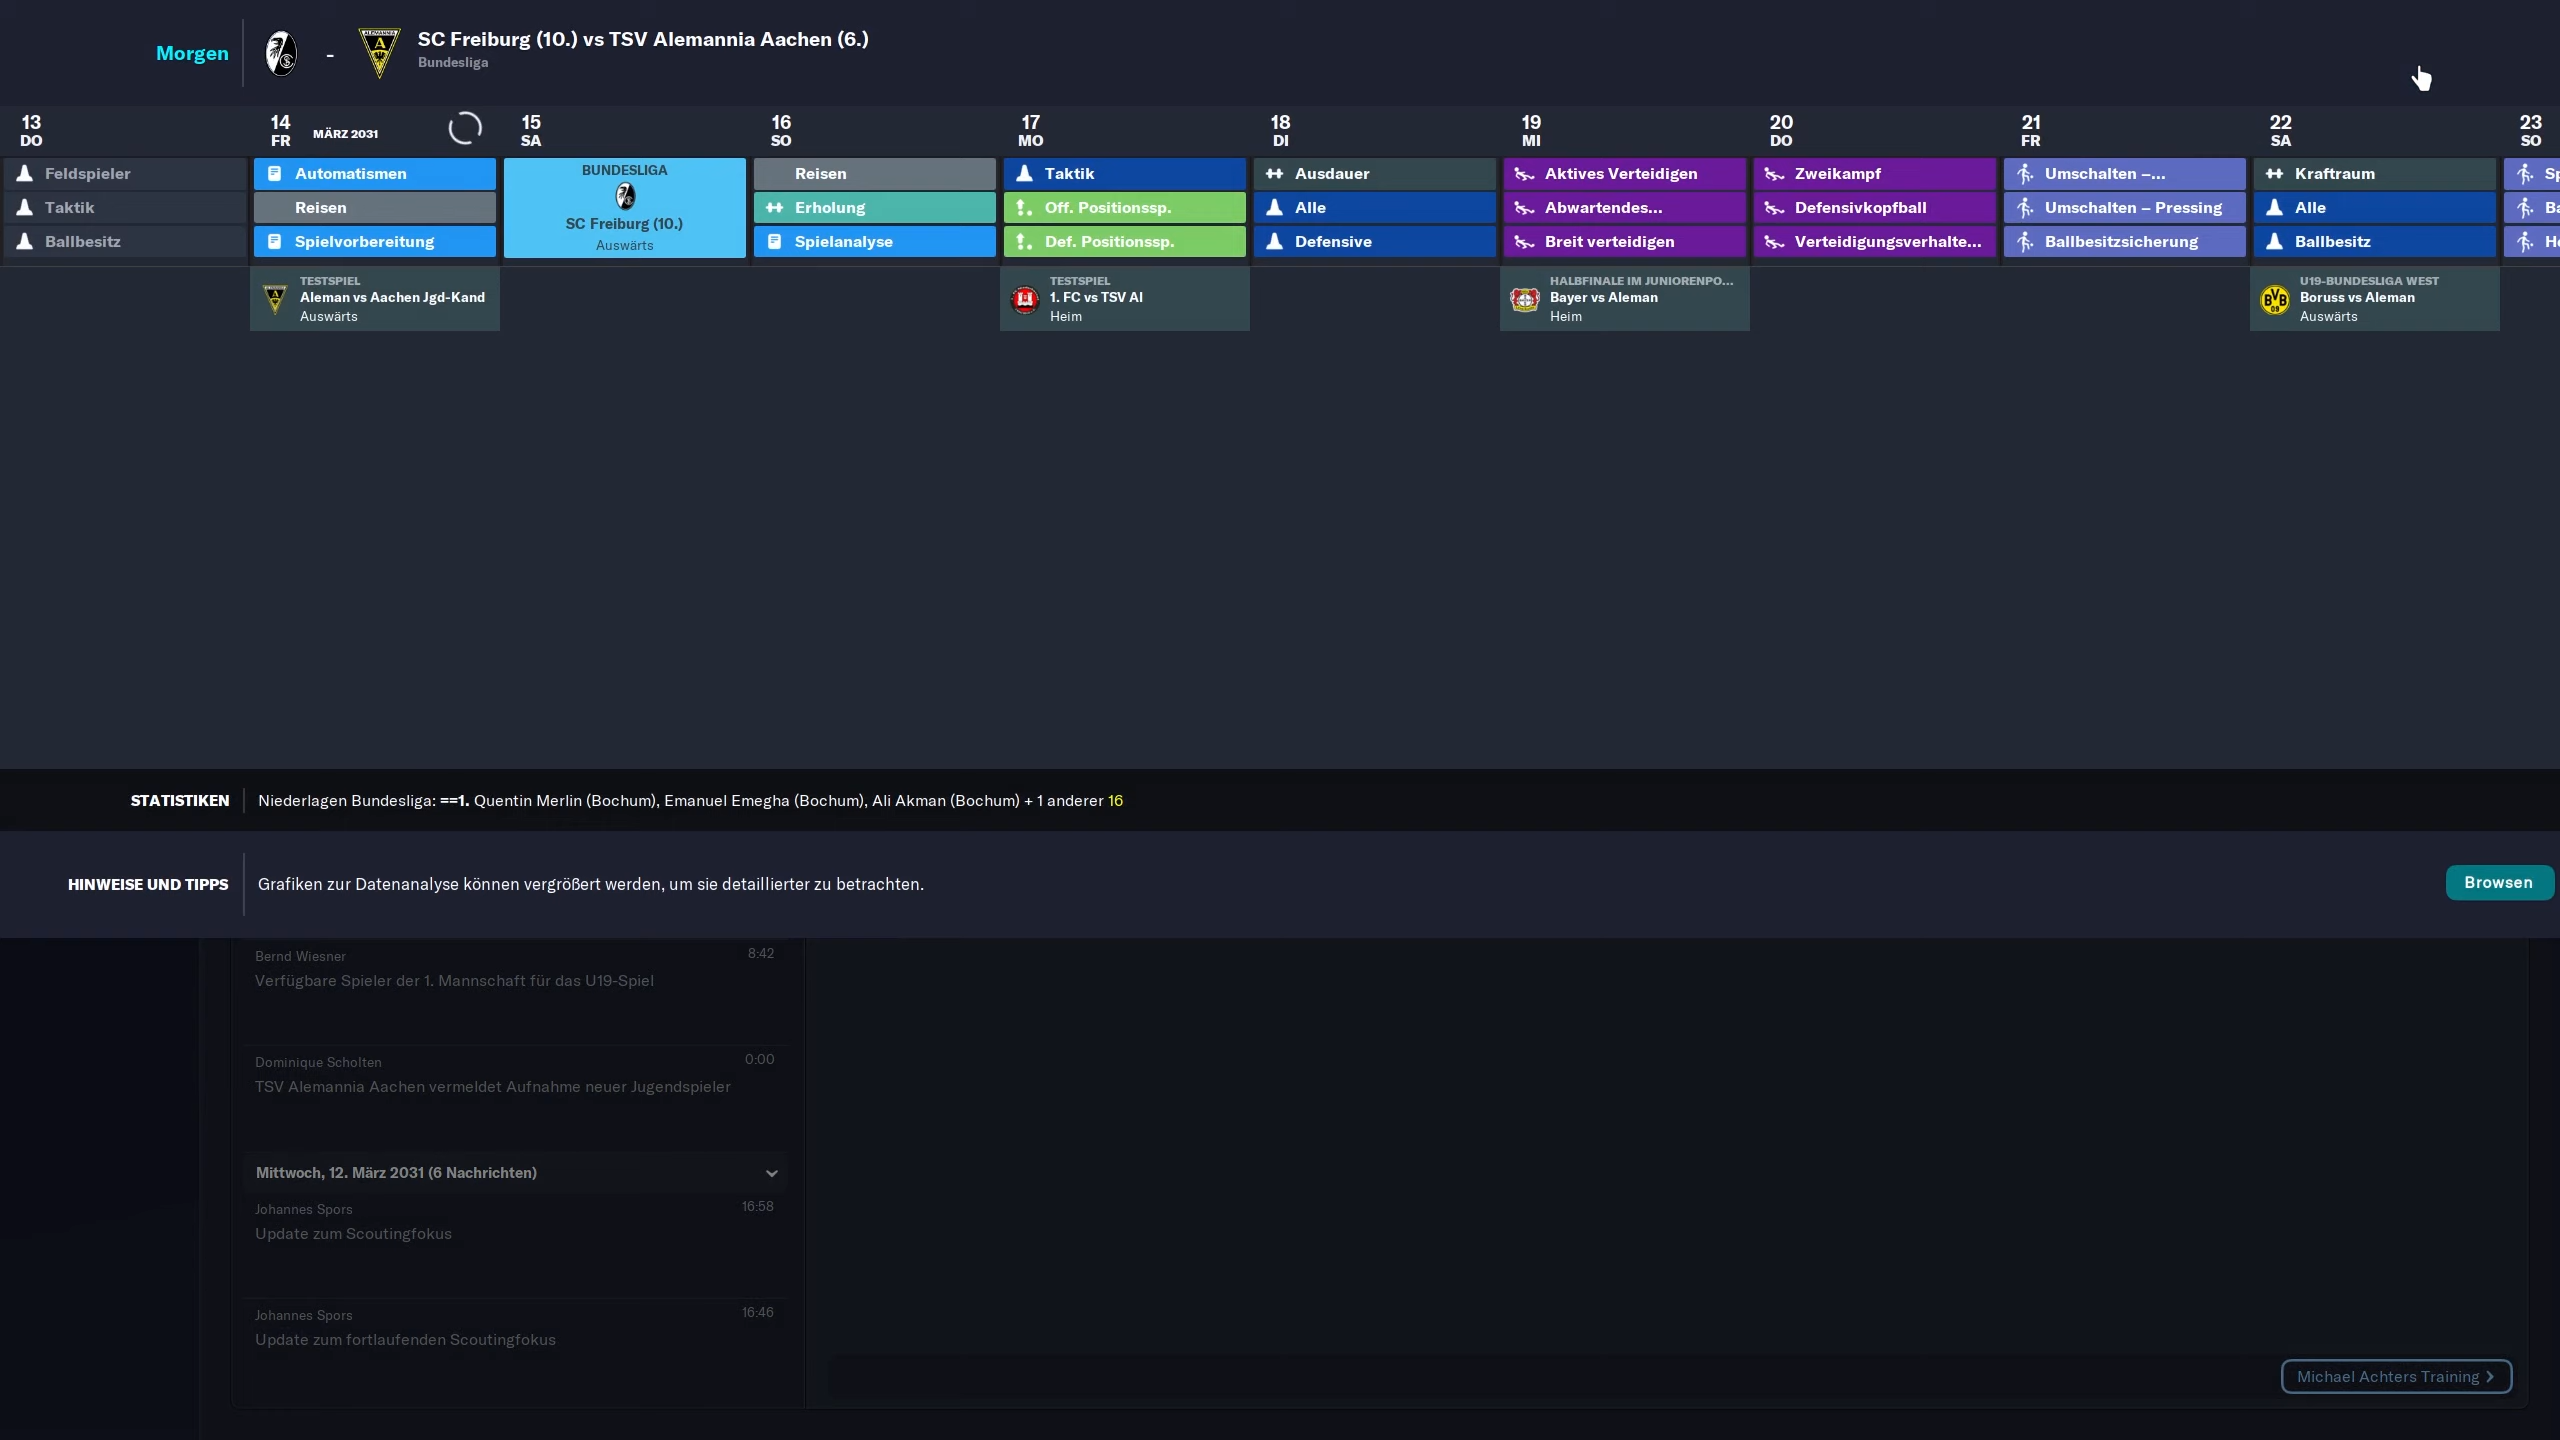 Morgen
-
SC Freiburg (10.) vs TSV Alemannia Aachen (6.)
Bundesliga
13
DO
14
FR
MÄRZ 2031
15
SA
16
SO
17
MO
18
DI
19
MI
20
DO
21
FR
22
SA
23
SO
Feldspieler
Taktik
Ballbesitz
Automatismen
Reisen
Spielvorbereitung
BUNDESLIGA
SC Freiburg (10.)
Auswärts
Reisen
Erholung
Spielanalyse
Taktik
Off. Positionssp.
Def. Positionssp.
Ausdauer
Alle
Defensive
Aktives Verteidigen
Abwartendes...
Breit verteidigen
Zweikampf
Defensivkopfball
Verteidigungsverhalte...
Umschalten –...
Umschalten – Pressing
Ballbesitzsicherung
Kraftraum
Alle
Ballbesitz
TESTSPIEL
Aleman vs Aachen Jgd-Kand
Auswärts
TESTSPIEL
1. FC vs TSV Al
Heim
HALBFINALE IM JUNIORENPO...
Bayer vs Aleman
Heim
U19-BUNDESLIGA WEST
Boruss vs Aleman
Auswärts
STATISTIKEN
Niederlagen Bundesliga: ==1. Quentin Merlin (Bochum), Emanuel Emegha (Bochum), Ali Akman (Bochum) + 1 anderer 16
HINWEISE UND TIPPS
Grafiken zur Datenanalyse können vergrößert werden, um sie detaillierter zu betrachten.
Browsen
Bernd Wiesner
8:42
Verfügbare Spieler der 1. Mannschaft für das U19-Spiel
Dominique Scholten
0:00
TSV Alemannia Aachen vermeldet Aufnahme neuer Jugendspieler
Mittwoch, 12. März 2031 (6 Nachrichten)
Johannes Spors
16:58
Update zum Scoutingfokus
Johannes Spors
16:46
Update zum fortlaufenden Scoutingfokus
Michael Achters Training